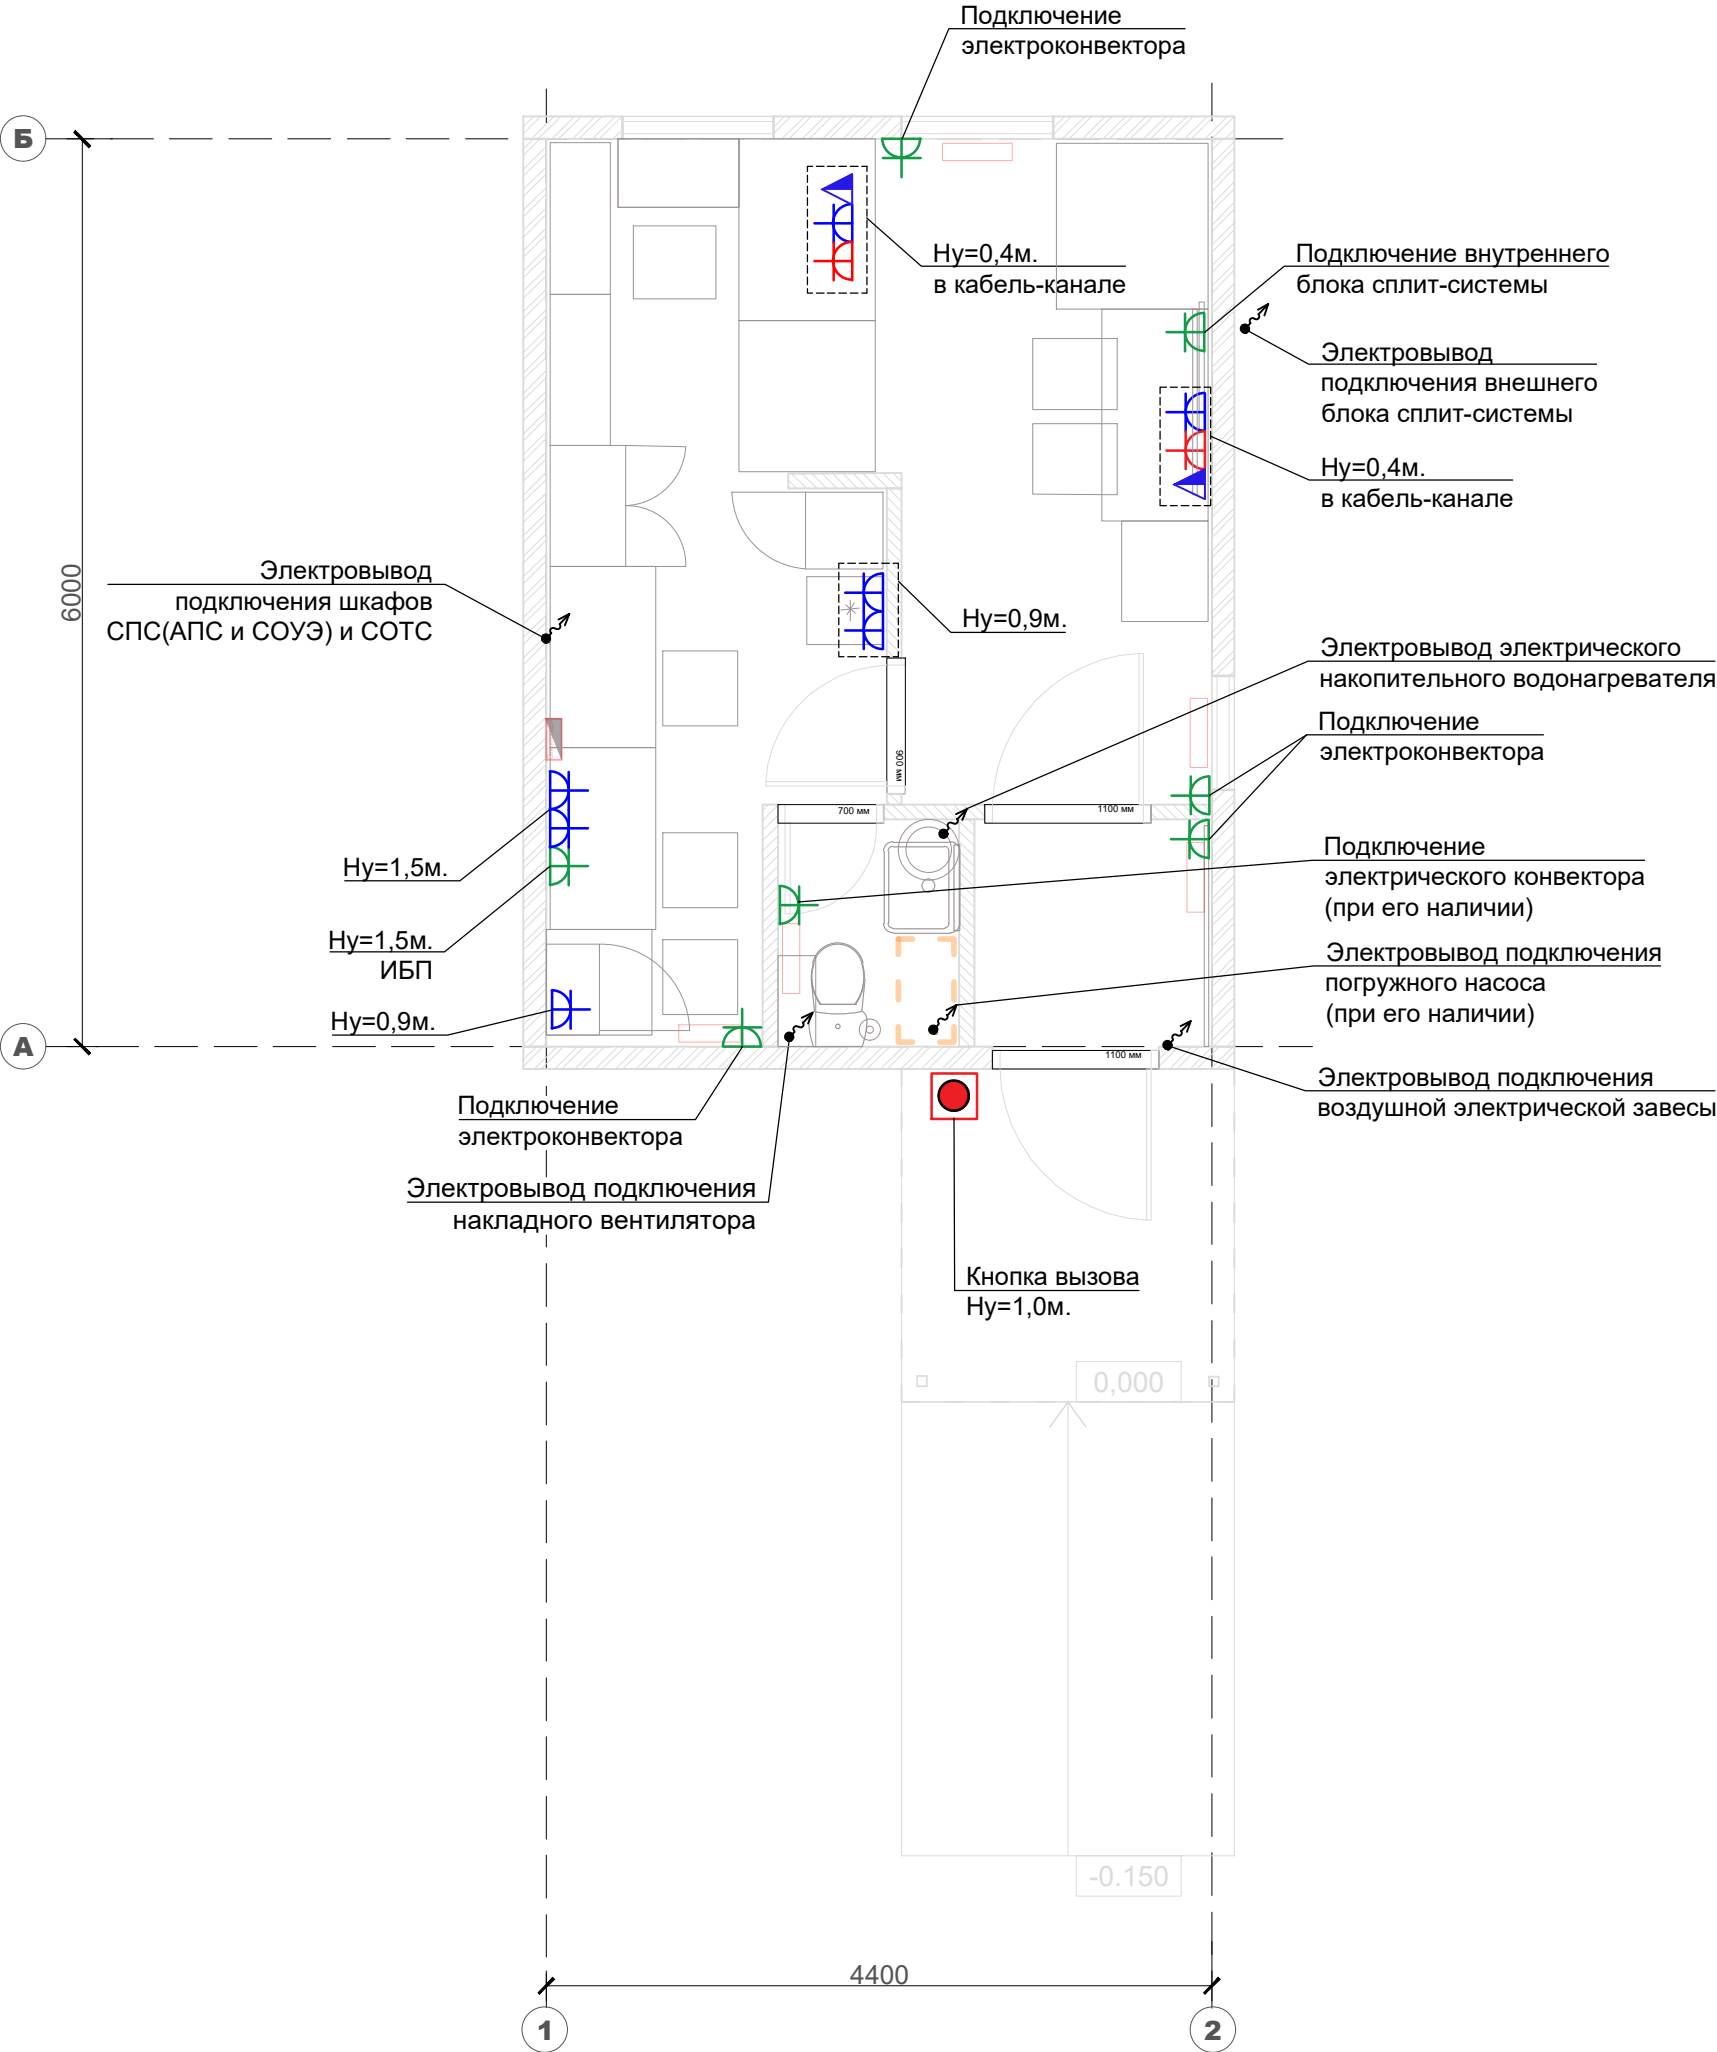 Подключение
электроконвектора
Б
Ну=0,4м.
в кабель-канале
Подключение внутреннего
блока сплит-системы
Электровывод
подключения внешнего
блока сплит-системы
Ну=0,4м.
в кабель-канале
6000
Электровывод
подключения шкафов
СПС(АПС и СОУЭ) и СОТС
Ну=0,9м.
Электровывод электрического
накопительного водонагревателя
Подключение
электроконвектора
900 мм
700 мм
1100 мм
Ну=1,5м.
Подключение
электрического конвектора
(при его наличии)
Ну=1,5м.
ИБП
Электровывод подключения
погружного насоса
(при его наличии)
Ну=0,9м.
А
1100 мм
Электровывод подключения
воздушной электрической завесы
Подключение
электроконвектора
Электровывод подключения
накладного вентилятора
Кнопка вызова
Ну=1,0м.
0,000
-0.150
4400
1
2